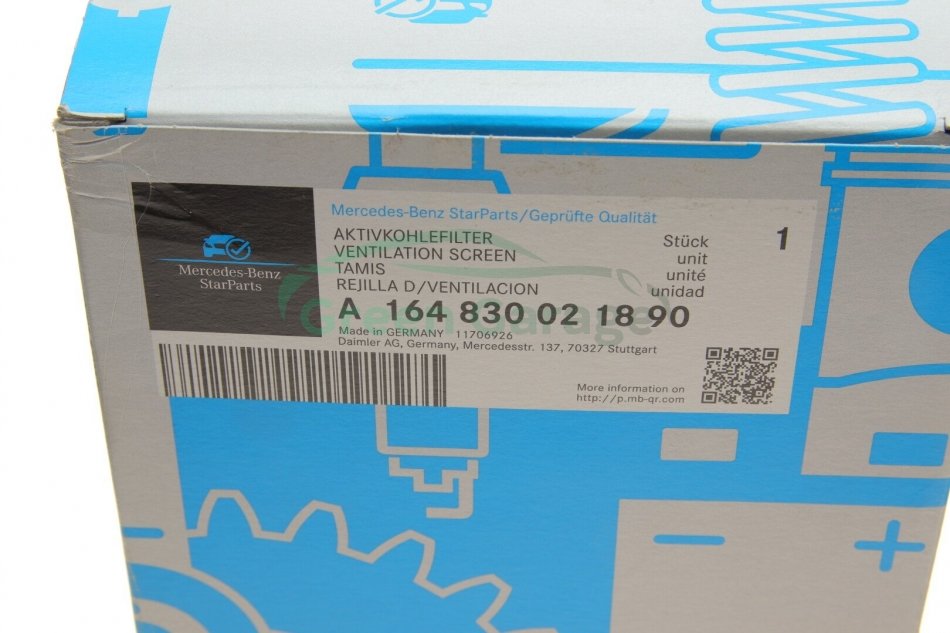 Mercedes-Benz StarParts/Geprüfte Qualität
Mercedes-Benz
StarParts
AKTIVKOHLEFILTER
VENTILATION SCREEN
TAMIS
REJILLA D/VENTILACION
Stück 1
unit
unité
unidad
A 164 830 02 18 90
Green Garage
Made in GERMANY 11706926
Daimler AG, Germany, Mercedesstr. 137, 70327 Stuttgart
More information on
http://p.mb-qr.com